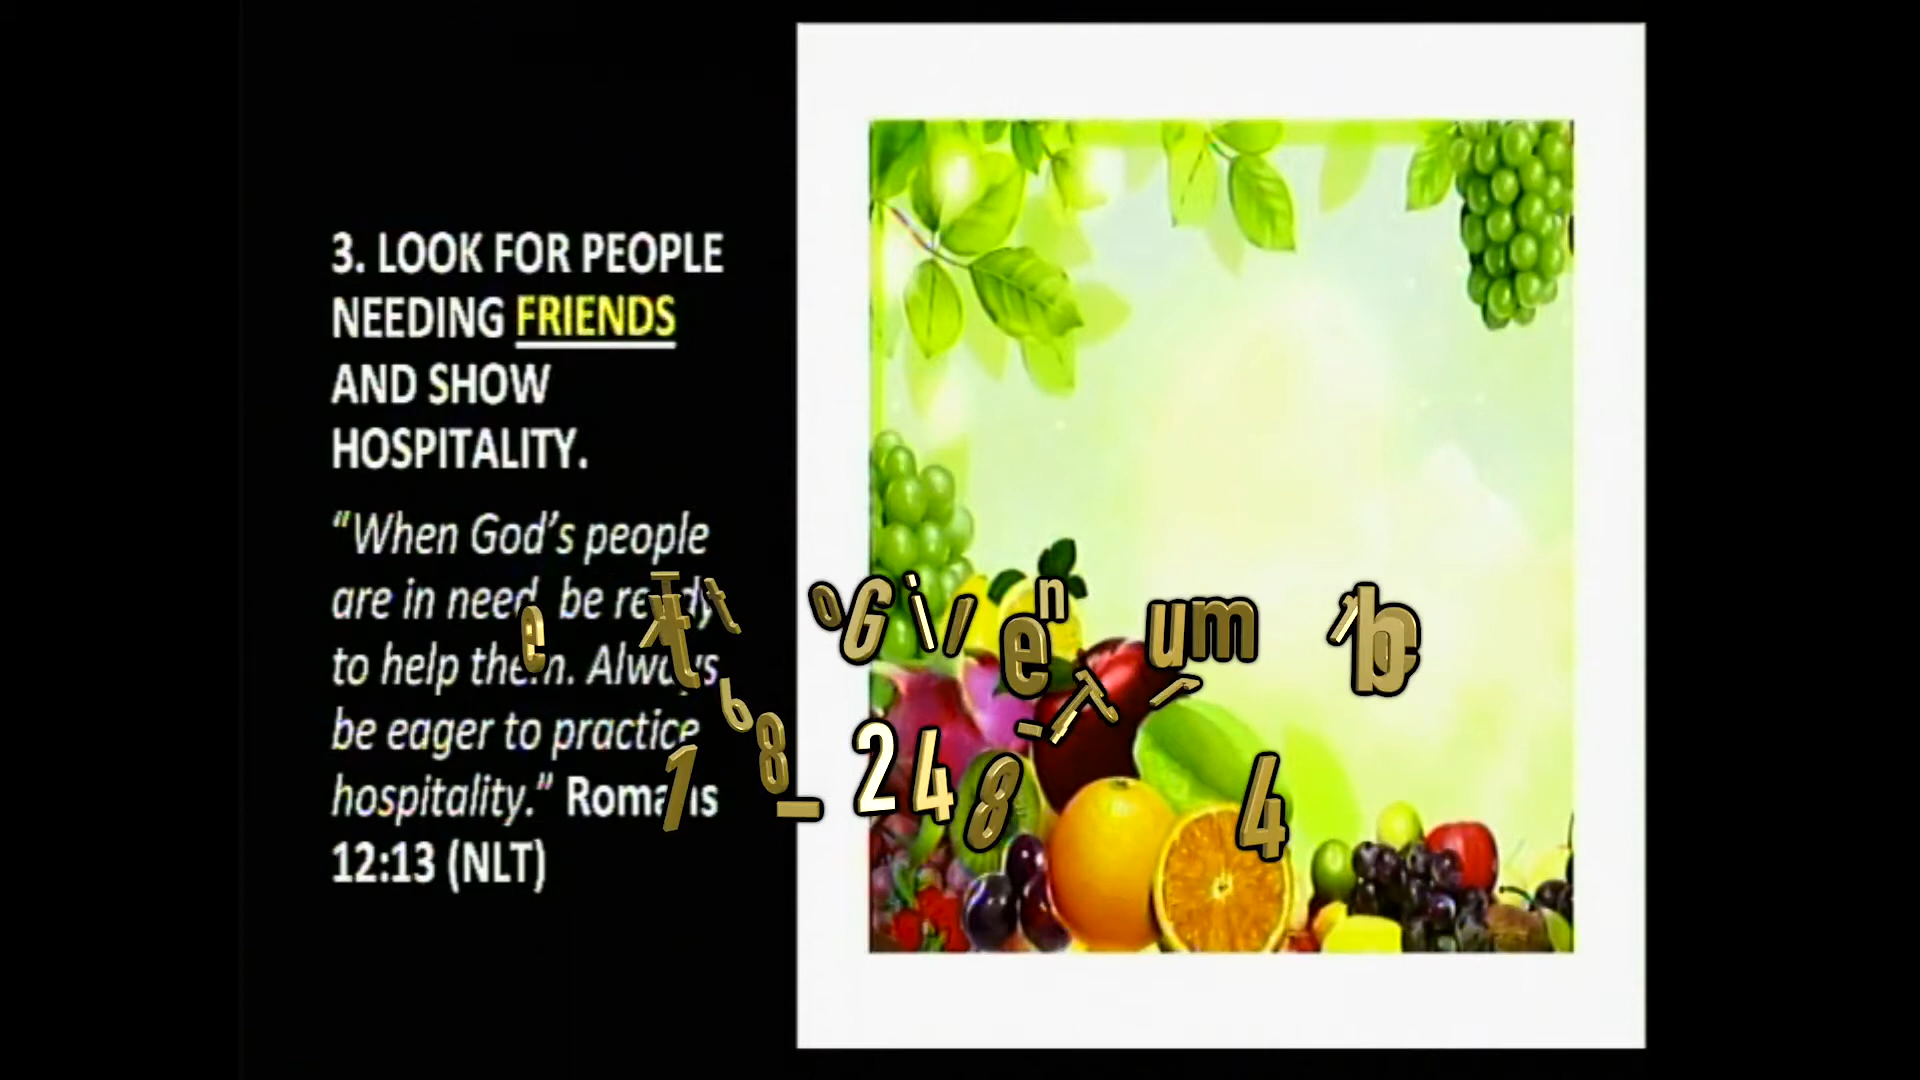 3. LOOK FOR PEOPLE
NEEDING FRIENDS
AND SHOW
HOSPITALITY.
“When God’s people
are in need, be ready
to help them. Always
be eager to practice
hospitality.” Romans
12:13 (NLT)